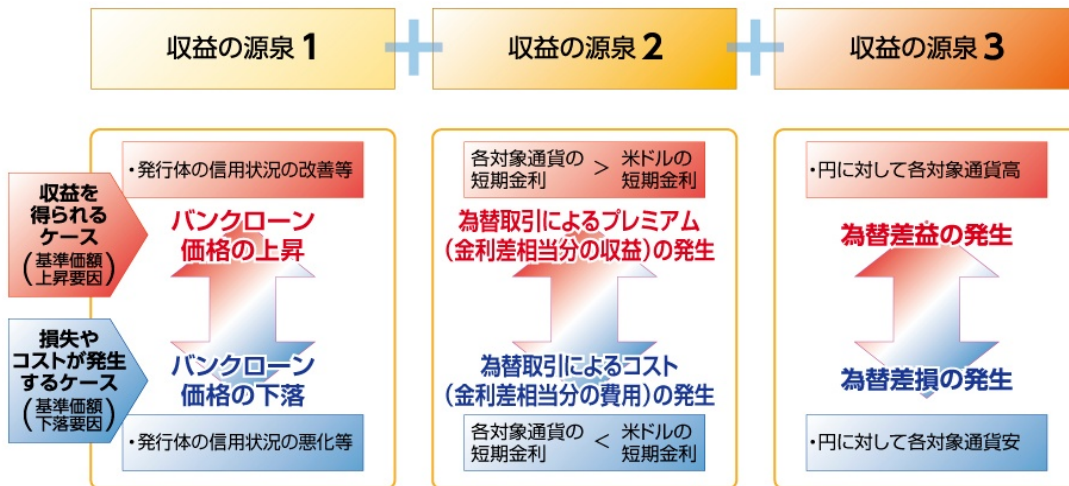 収益の源泉 1
+
収益の源泉 2
+
収益の源泉 3
収益を
得られる
ケース
(基準価額
上昇要因)
・発行体の信用状況の改善等
バンクローン
価格の上昇
各対象通貨の
短期金利
>
米ドルの
短期金利
為替取引によるプレミアム
(金利差相当分の収益)の発生
・円に対して各対象通貨高
為替差益の発生
損失や
コストが発生
するケース
(基準価額
下落要因)
バンクローン
価格の下落
・発行体の信用状況の悪化等
為替取引によるコスト
(金利差相当分の費用)の発生
各対象通貨の
短期金利
<
米ドルの
短期金利
為替差損の発生
・円に対して各対象通貨安